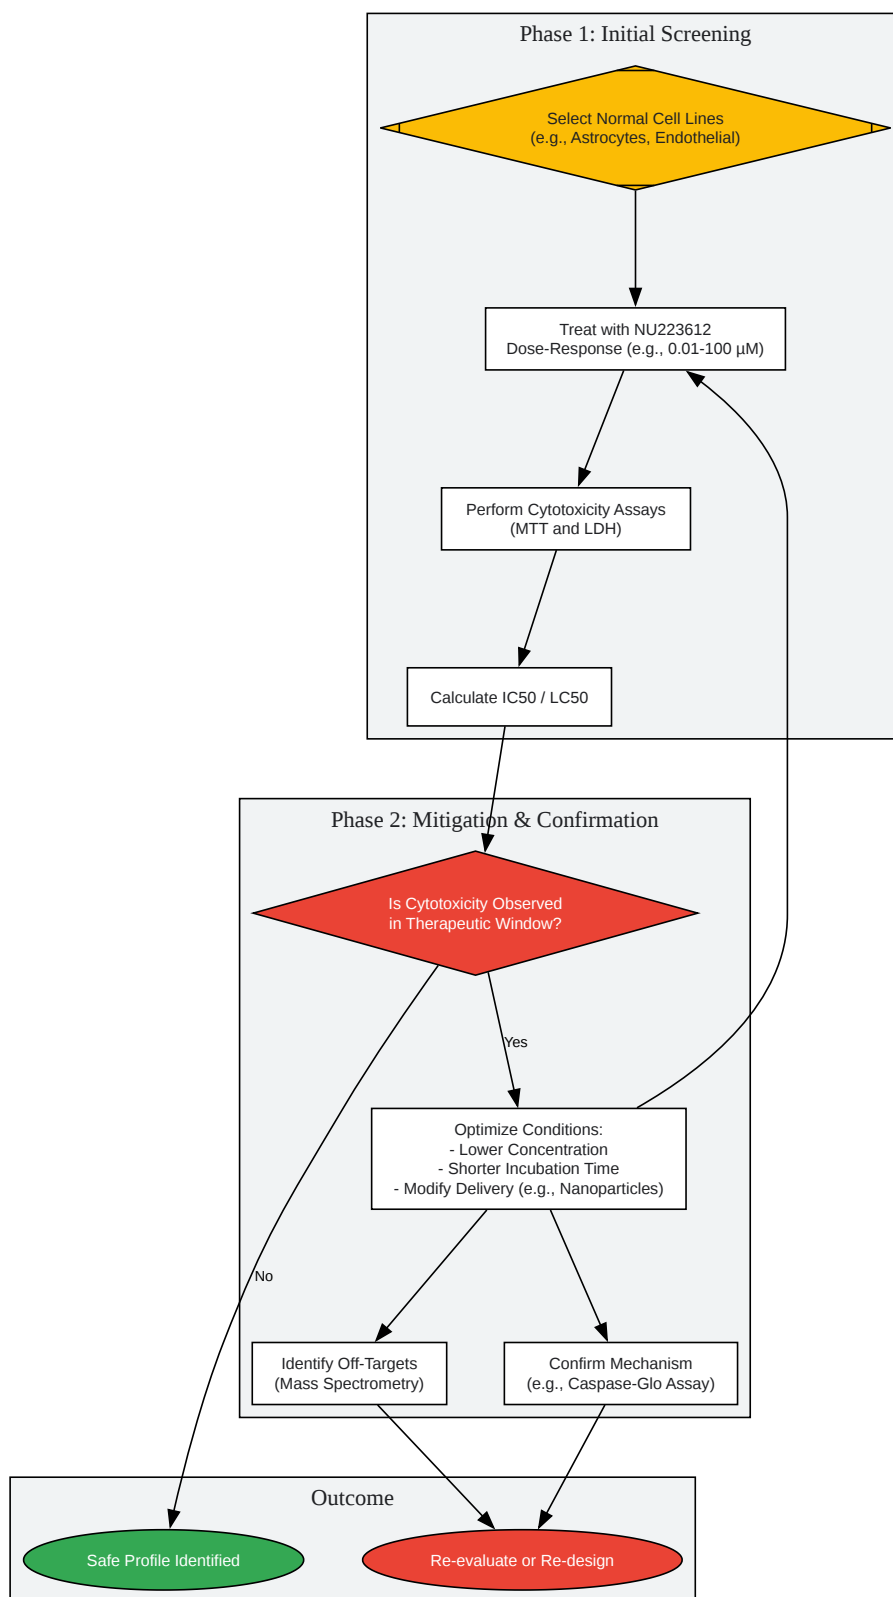 Phase 1: Initial Screening
Select Normal Cell Lines
(e.g., Astrocytes, Endothelial)
Treat with NU223612
Dose-Response (e.g., 0.01-100 µM)
Perform Cytotoxicity Assays
(MTT and LDH)
Calculate IC50 / LC50
Phase 2: Mitigation & Confirmation
Is Cytotoxicity Observed
in Therapeutic Window?
Yes
Optimize Conditions:
- Lower Concentration
- Shorter Incubation Time
- Modify Delivery (e.g., Nanoparticles)
No
Identify Off-Targets
(Mass Spectrometry)
Confirm Mechanism
(e.g., Caspase-Glo Assay)
Outcome
Safe Profile Identified
Re-evaluate or Re-design